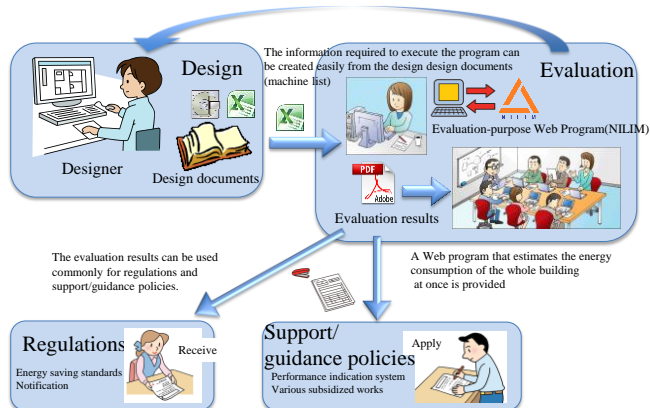 The information required to execute the program can
be created easily from the design design documents
(machine list)
Design
Designer
Design documents
Evaluation
NILIM
Evaluation-purpose Web Program(NILIM)
PDF
Adobe
Evaluation results
The evaluation results can be used
commonly for regulations and
support/guidance policies.
A Web program that estimates the energy
consumption of the whole building
at once is provided
Regulations
Receive
Energy saving standards
Notification
Support/
guidance policies
Apply
Performance indication system
Various subsidized works